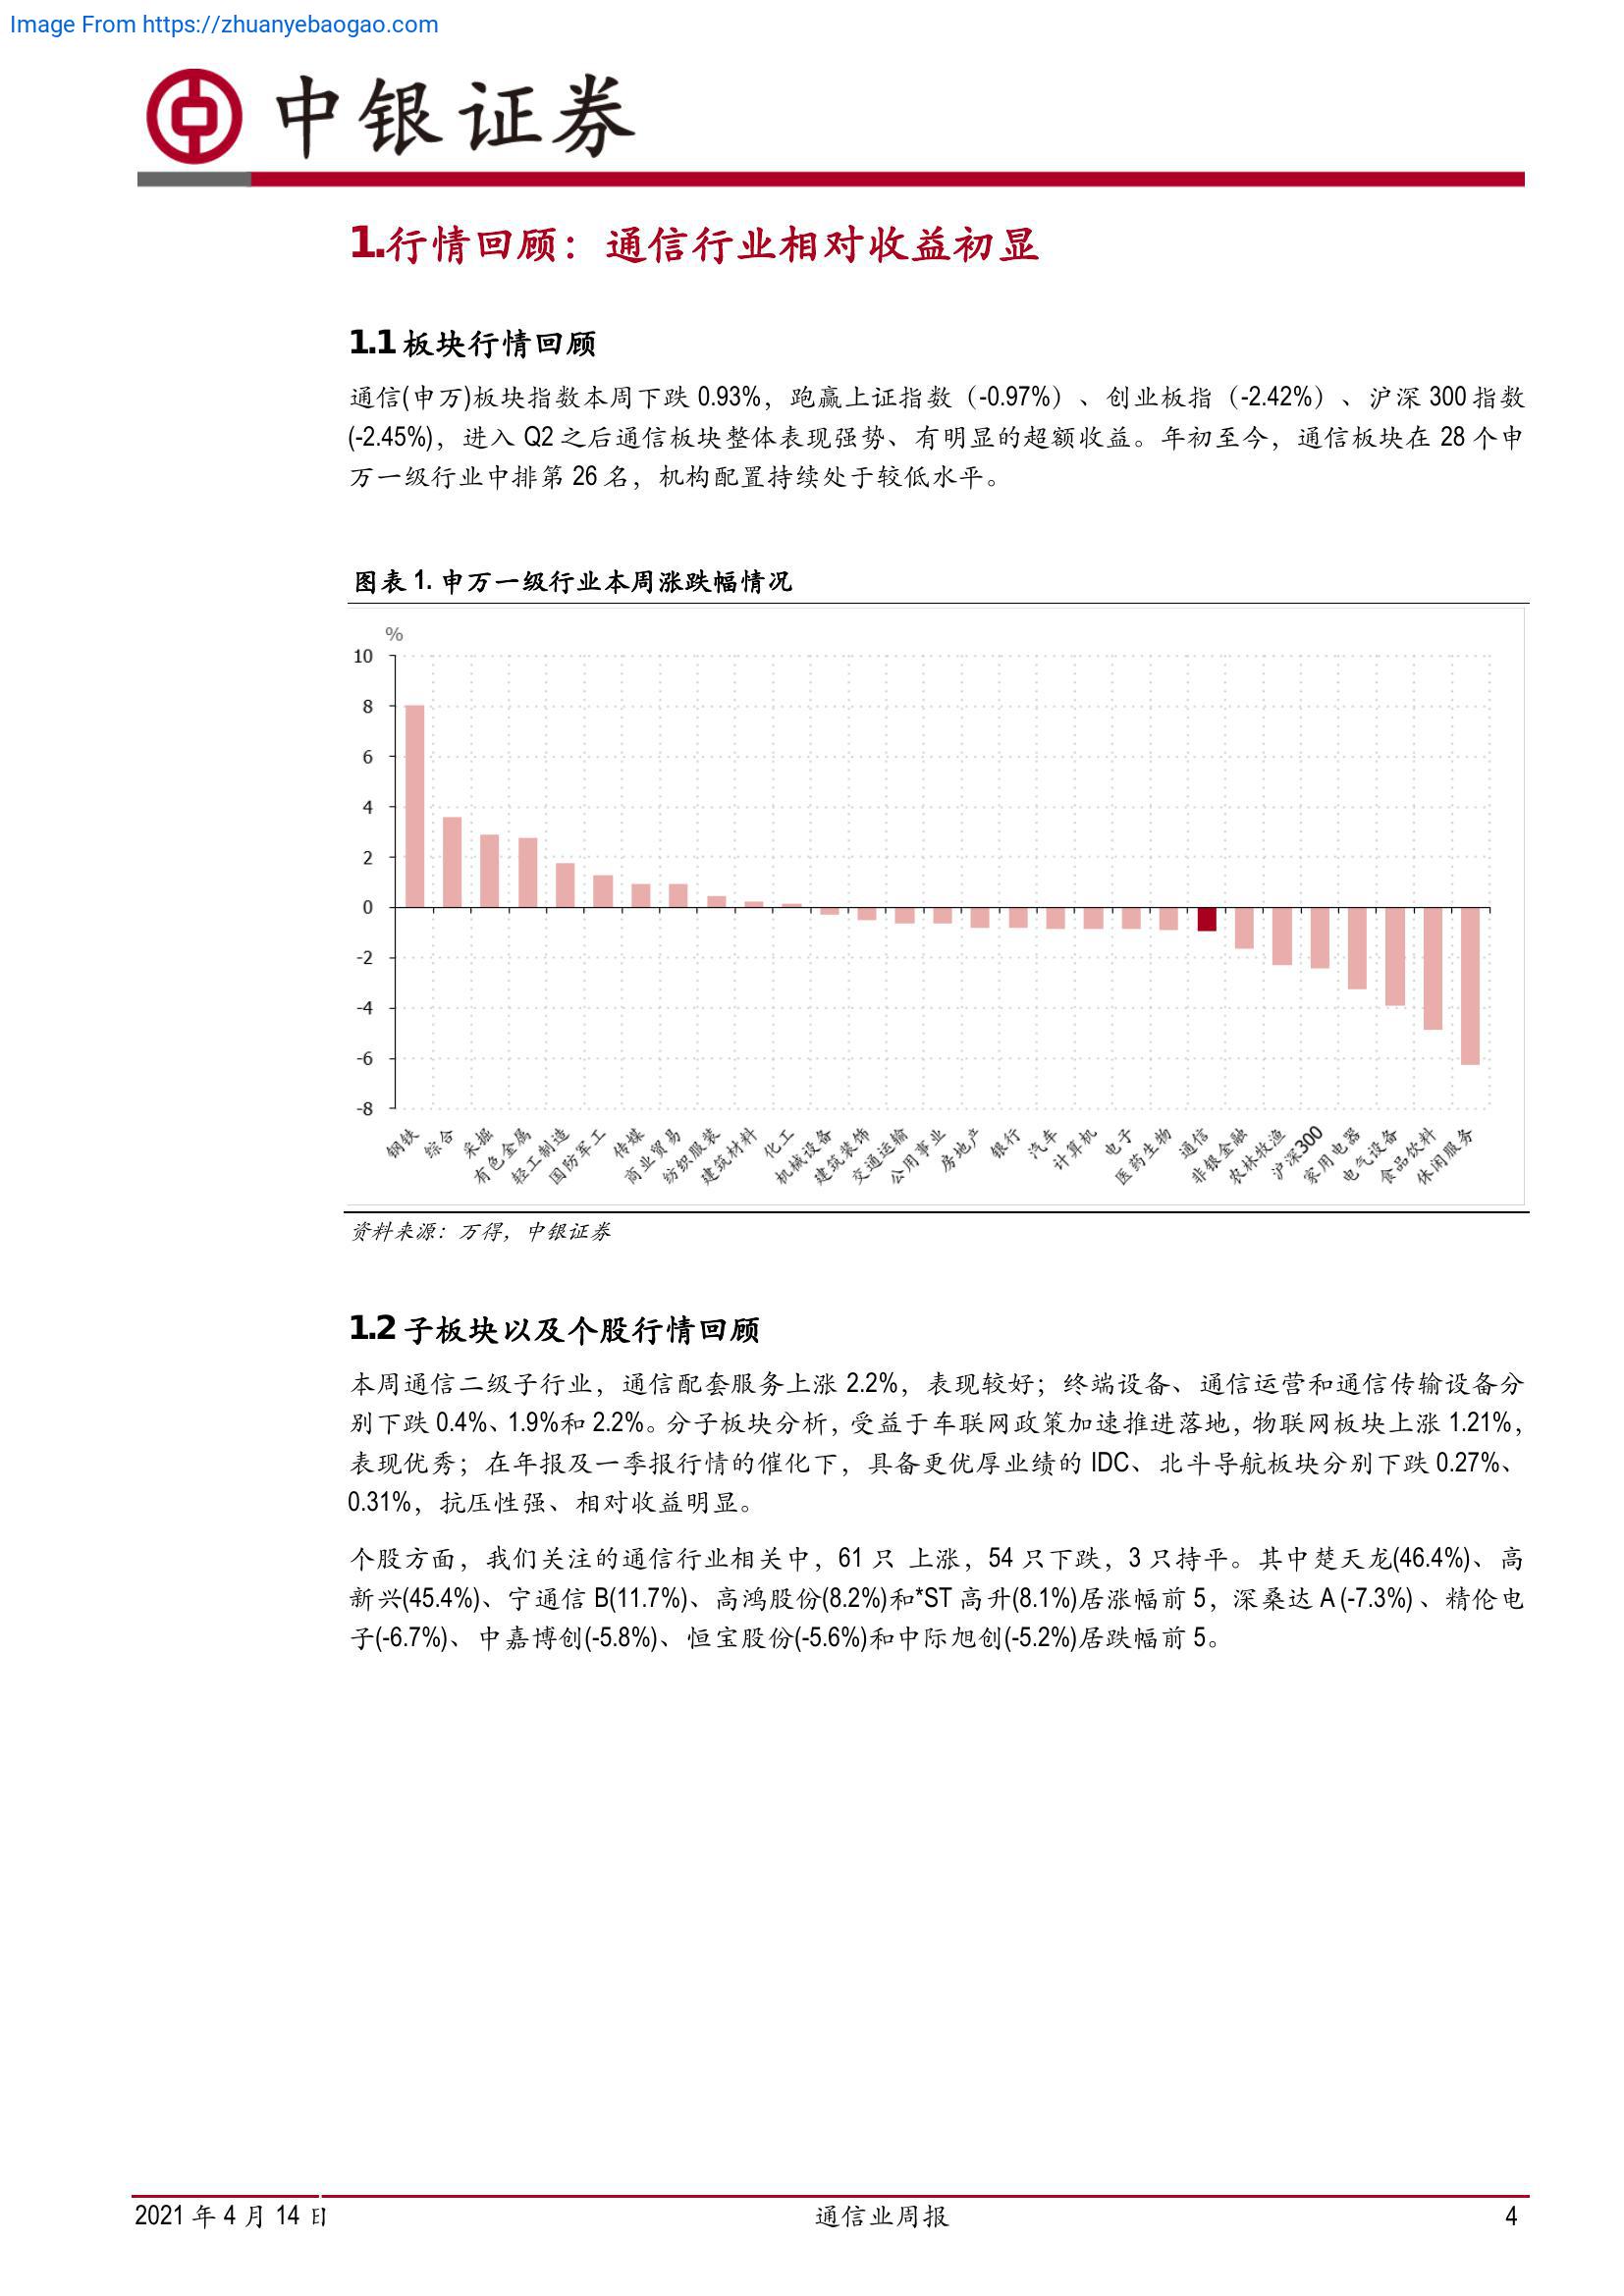 Image From https://zhuanyebaogao.com
中银证券
1.行情回顾：通信行业相对收益初显
1.1 板块行情回顾
通信(申万)板块指数本周下跌 0.93%，跑赢上证指数（-0.97%）、创业板指（-2.42%）、沪深 300 指数
(-2.45%)，进入 Q2 之后通信板块整体表现强势、有明显的超额收益。年初至今，通信板块在 28 个申
万一级行业中排第 26 名，机构配置持续处于较低水平。
图表 1. 申万一级行业本周涨跌幅情况
%
10
8
6
4
2
0
-2
-4
-6
-8
钢铁
综合
采掘
有色金属
轻工制造
国防军工
传媒
商业贸易
纺织服装
建筑材料
化工
机械设备
建筑装饰
交通运输
公用事业
房地产
银行
汽车
计算机
电子
医药生物
通信
非银金融
农林牧渔
沪深300
家用电器
电气设备
食品饮料
休闲服务
资料来源：万得，中银证券
1.2 子板块以及个股行情回顾
本周通信二级子行业，通信配套服务上涨 2.2%，表现较好；终端设备、通信运营和通信传输设备分
别下跌 0.4%、1.9%和 2.2%。分子板块分析，受益于车联网政策加速推进落地，物联网板块上涨 1.21%，
表现优秀；在年报及一季报行情的催化下，具备更优厚业绩的 IDC、北斗导航板块分别下跌 0.27%、
0.31%，抗压性强、相对收益明显。
个股方面，我们关注的通信行业相关中，61 只 上涨，54 只下跌，3 只持平。其中楚天龙(46.4%)、高
新兴(45.4%)、宁通信 B(11.7%)、高鸿股份(8.2%)和*ST 高升(8.1%)居涨幅前 5，深桑达 A (-7.3%) 、精伦电
子(-6.7%)、中嘉博创(-5.8%)、恒宝股份(-5.6%)和中际旭创(-5.2%)居跌幅前 5。
2021 年 4 月 14 日
通信业周报
4